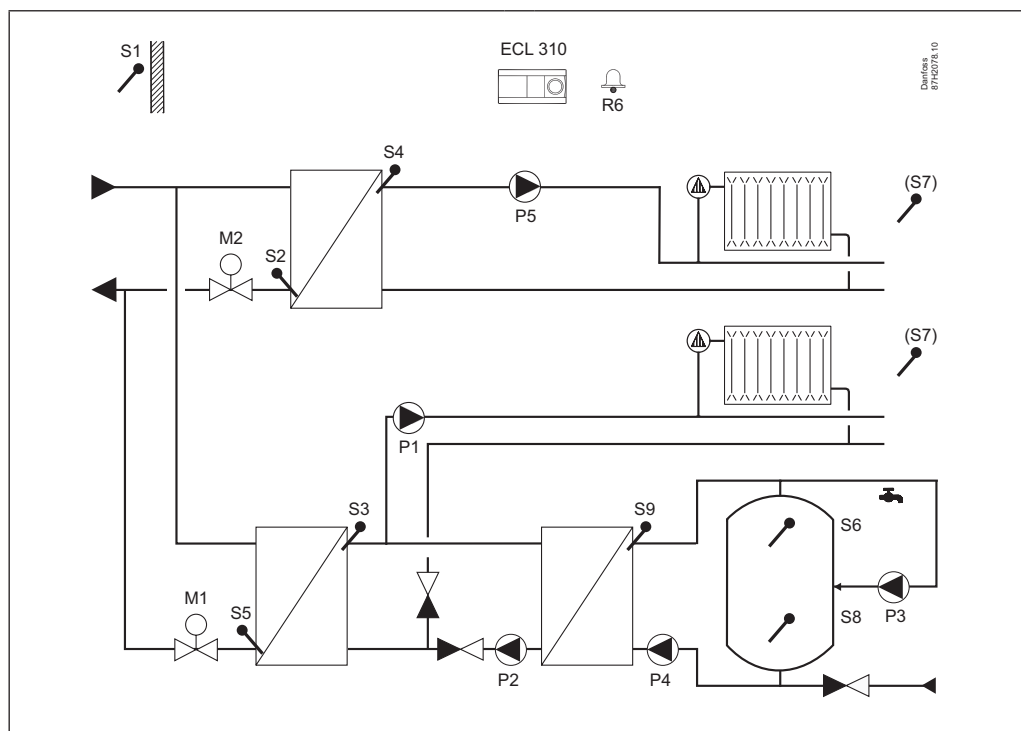 S1
ECL 310
R6
Danfoss
87H2078.10
S4
P5
(S7)
M2
S2
(S7)
P1
S3
S9
S6
M1
S5
P2
P4
S8
P3